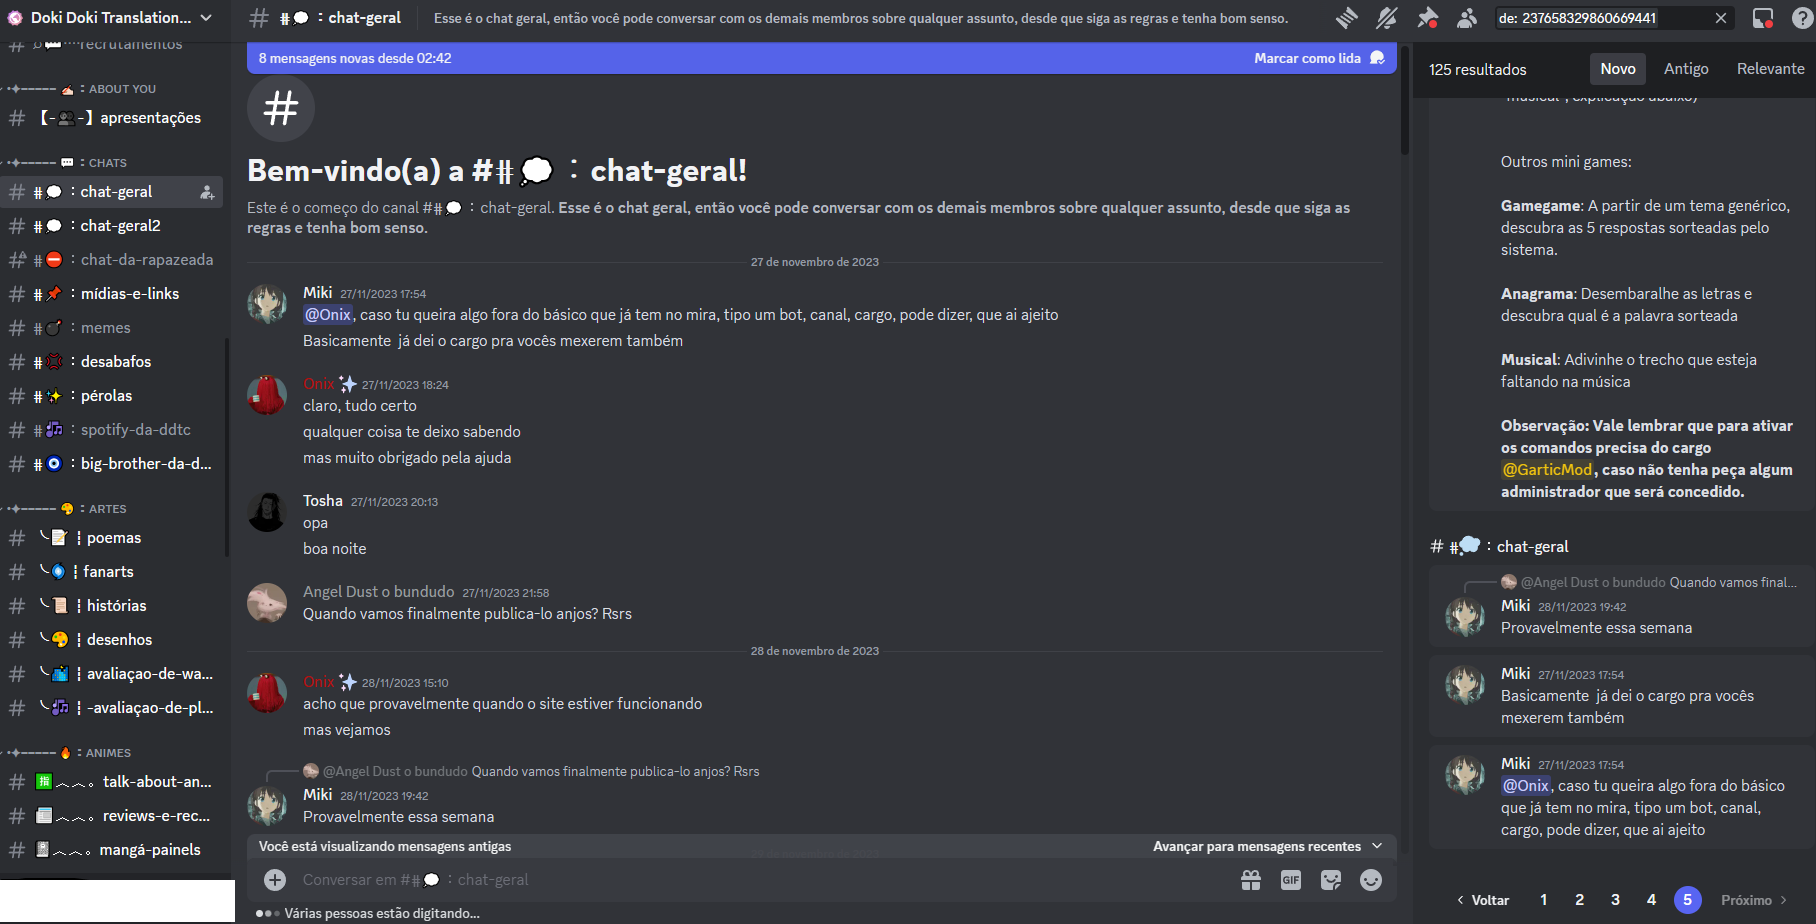 Doki Doki Translation...
recrutamentos
ABOUT YOU
【-👥-】apresentações
CHATS
#💭：chat-geral
#💭：chat-geral2
#⛔：chat-da-rapazeada
#📌：mídias-e-links
#💣：memes
#💢：desabafos
#✨：pérolas
#🎶：spotify-da-ddtc
#🧿：big-brother-da-d...
ARTES
╰📝┆poemas
╰🌀┆fanarts
╰📜┆histórias
╰🎨┆desenhos
╰🌃┆avaliaçao-de-wa...
╰🎶┆-avaliaçao-de-pl...
ANIMES
talk-about-an...
reviews-e-rec...
mangá-painels
#💭：chat-geral
Esse é o chat geral, então você pode conversar com os demais membros sobre qualquer assunto, desde que siga as regras e tenha bom senso.
de: 237658329860669441
8 mensagens novas desde 02:42
Marcar como lida
Bem-vindo(a) a ##💭：chat-geral!
Este é o começo do canal ##💭：chat-geral. Esse é o chat geral, então você pode conversar com os demais membros sobre qualquer assunto, desde que siga as
regras e tenha bom senso.
27 de novembro de 2023
Miki 27/11/2023 17:54
@Onix, caso tu queira algo fora do básico que já tem no mira, tipo um bot, canal, cargo, pode dizer, que ai ajeito
Basicamente já dei o cargo pra vocês mexerem também
Onix ✨ 27/11/2023 18:24
claro, tudo certo
qualquer coisa te deixo sabendo
mas muito obrigado pela ajuda
Tosha 27/11/2023 20:13
opa
boa noite
Angel Dust o bundudo 27/11/2023 21:58
Quando vamos finalmente publica-lo anjos? Rsrs
28 de novembro de 2023
Onix ✨ 28/11/2023 15:10
acho que provavelmente quando o site estiver funcionando
mas vejamos
@Angel Dust o bundudo Quando vamos finalmente publica-lo anjos? Rsrs
Miki 28/11/2023 19:42
Provavelmente essa semana
Você está visualizando mensagens antigas
Avançar para mensagens recentes
Conversar em ##💭：chat-geral
GIF
Várias pessoas estão digitando...
125 resultados
Novo
Antigo
Relevante
"musical", explicação abaixo)
Outros mini games:
Gamegame: A partir de um tema genérico,
descubra as 5 respostas sorteadas pelo
sistema.
Anagrama: Desembaralhe as letras e
descubra qual é a palavra sorteada
Musical: Adivinhe o trecho que esteja
faltando na música
Observação: Vale lembrar que para ativar
os comandos precisa do cargo
@GarticMod, caso não tenha peça algum
administrador que será concedido.
#💭：chat-geral
@Angel Dust o bundudo Quando vamos final...
Miki 28/11/2023 19:42
Provavelmente essa semana
Miki 27/11/2023 17:54
Basicamente já dei o cargo pra vocês
mexerem também
Miki 27/11/2023 17:54
@Onix, caso tu queira algo fora do básico
que já tem no mira, tipo um bot, canal,
cargo, pode dizer, que ai ajeito
Voltar 1 2 3 4 5 Próximo